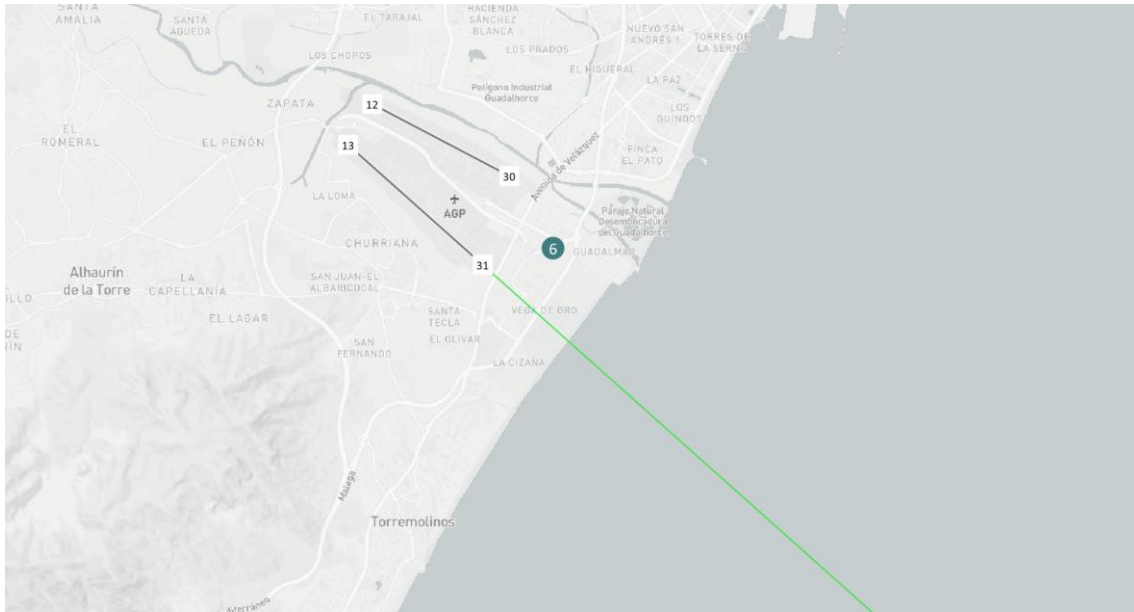 SANTA
AMALIA
SANTA
ÁGUEDA
EL TARAJAL
HACIENDA
SÁNCHEZ
BLANCA
NUEVO SAN
ANDRÉS 1
TORRES DE
LA SERNA
LOS CHOPOS
LOS PRADOS
EL HIGUERAL
LA PAZ
Polígono Industrial
Guadalhorce
ZAPATA
12
LOS
GUINDOS
EL
ROMERAL
EL PEÑÓN
13
FINCA
EL PATO
Avenida de Velázquez
30
LA LOMA
AGP
Paraje Natural
Desembocadura
del Guadalhorce
CHURRIANA
6
GUADALMAR
31
Alhaurín
de la Torre
LA
CAPELLANÍA
SAN JUAN-EL
ALBARICOCAL
EL LAGAR
SANTA
TECLA
VEGA DE ORO
SAN
FERNANDO
EL OLIVAR
LA CIZAÑA
Malaga
Torremolinos